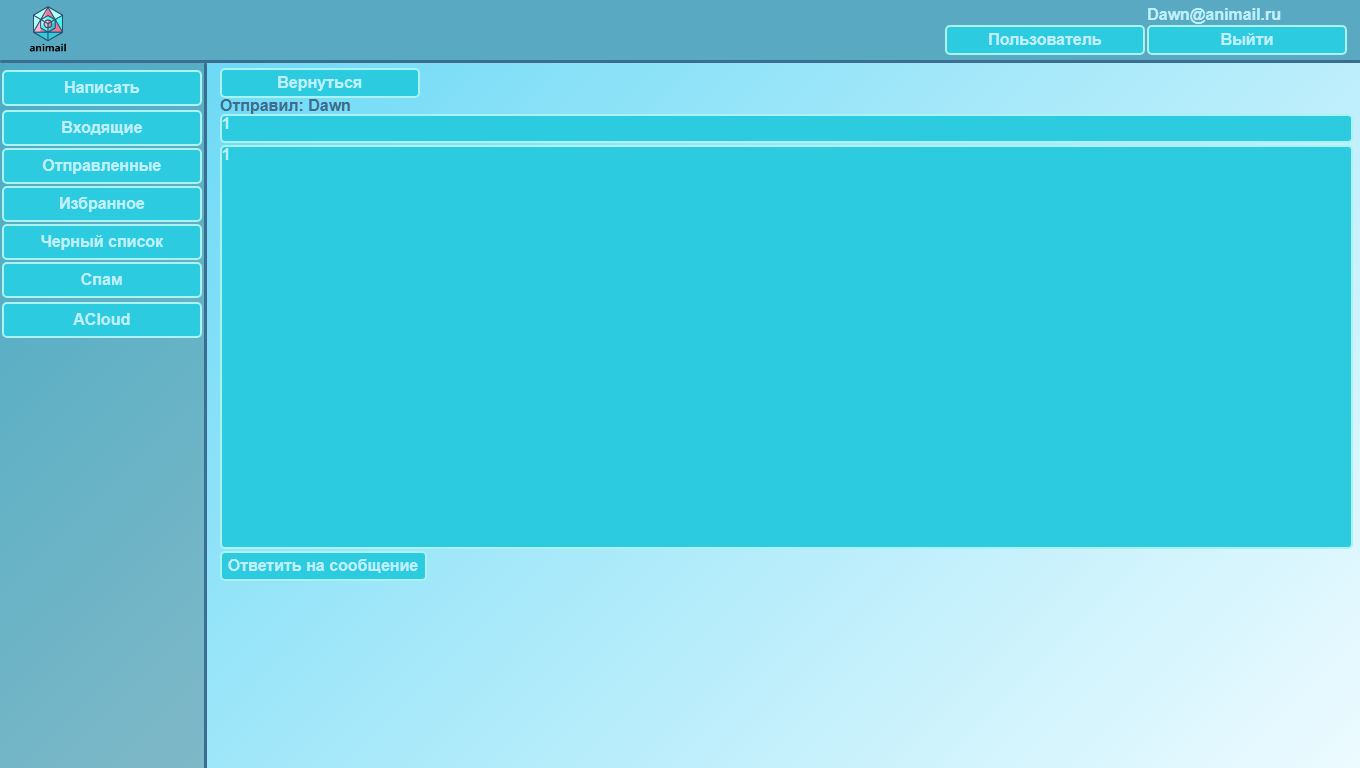 animail
Dawn@animail.ru
Пользователь
Выйти
Написать
Входящие
Отправленные
Избранное
Черный список
Спам
ACloud
Вернуться
Отправил: Dawn
1
1
Ответить на сообщение